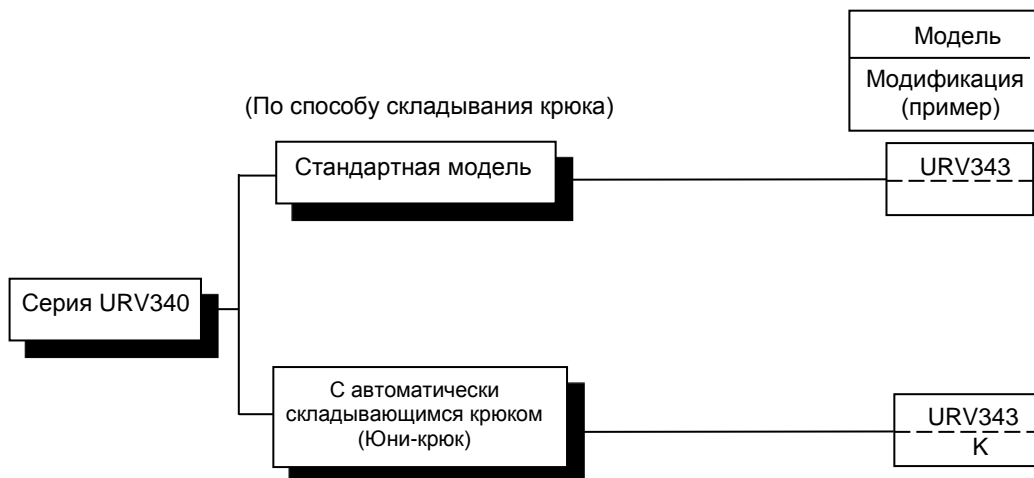 Модель
Модификация
(пример)
(По способу складывания крюка)
Стандартная модель
URV343
Серия URV340
С автоматически
складывающимся крюком
(Юни-крюк)
URV343
K